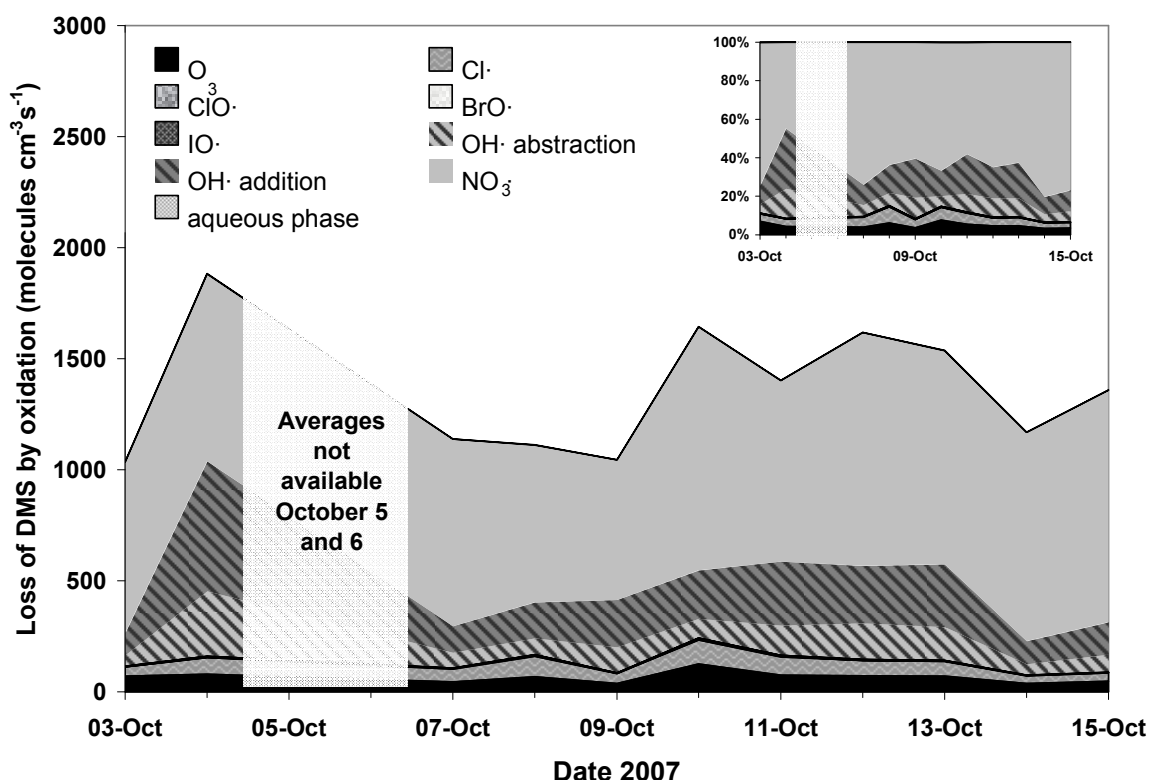 3000
2500
2000
1500
1000
500
0
Loss of DMS by oxidation (molecules cm⁻³s⁻¹)
O₃
Cl·
ClO·
BrO·
IO·
OH· abstraction
OH· addition
NO₃·
aqueous phase
100%
80%
60%
40%
20%
0%
03-Oct 09-Oct 15-Oct
Averages
not
available
October 5
and 6
03-Oct 05-Oct 07-Oct 09-Oct 11-Oct 13-Oct 15-Oct
Date 2007